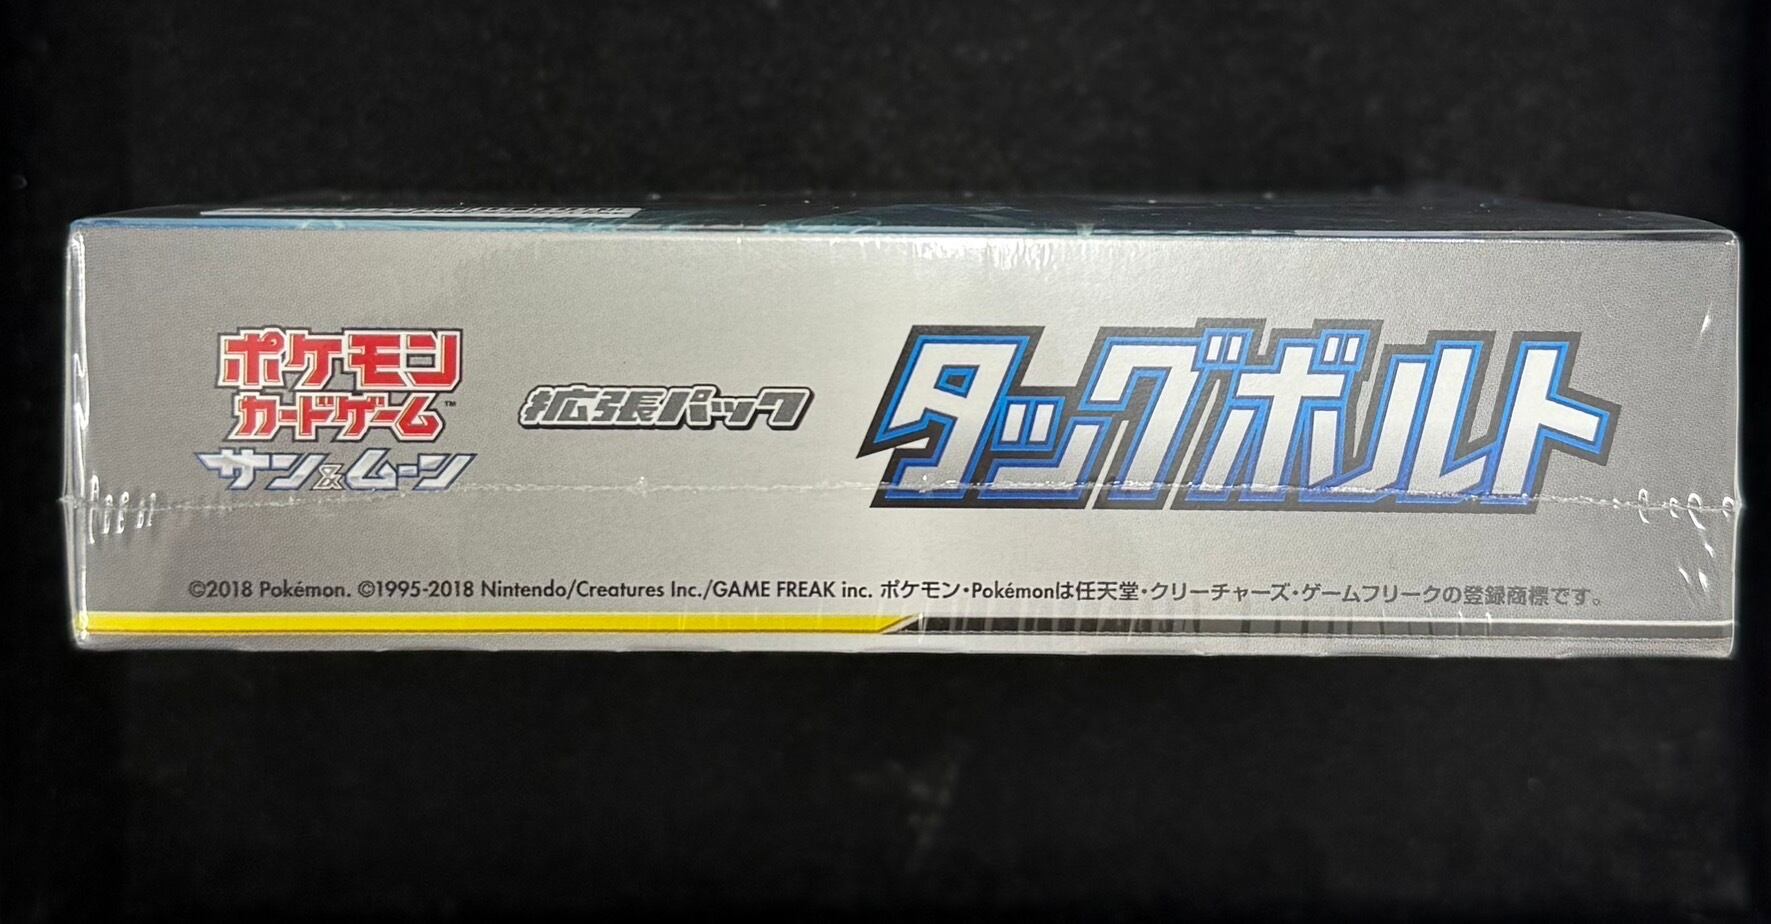 ポケモン
カードゲーム™
サン&ムーン
拡張パック
タッグボルト
©2018 Pokémon. ©1995-2018 Nintendo/Creatures Inc./GAME FREAK inc. ポケモン・Pokémonは任天堂・クリーチャーズ・ゲームフリークの登録商標です。